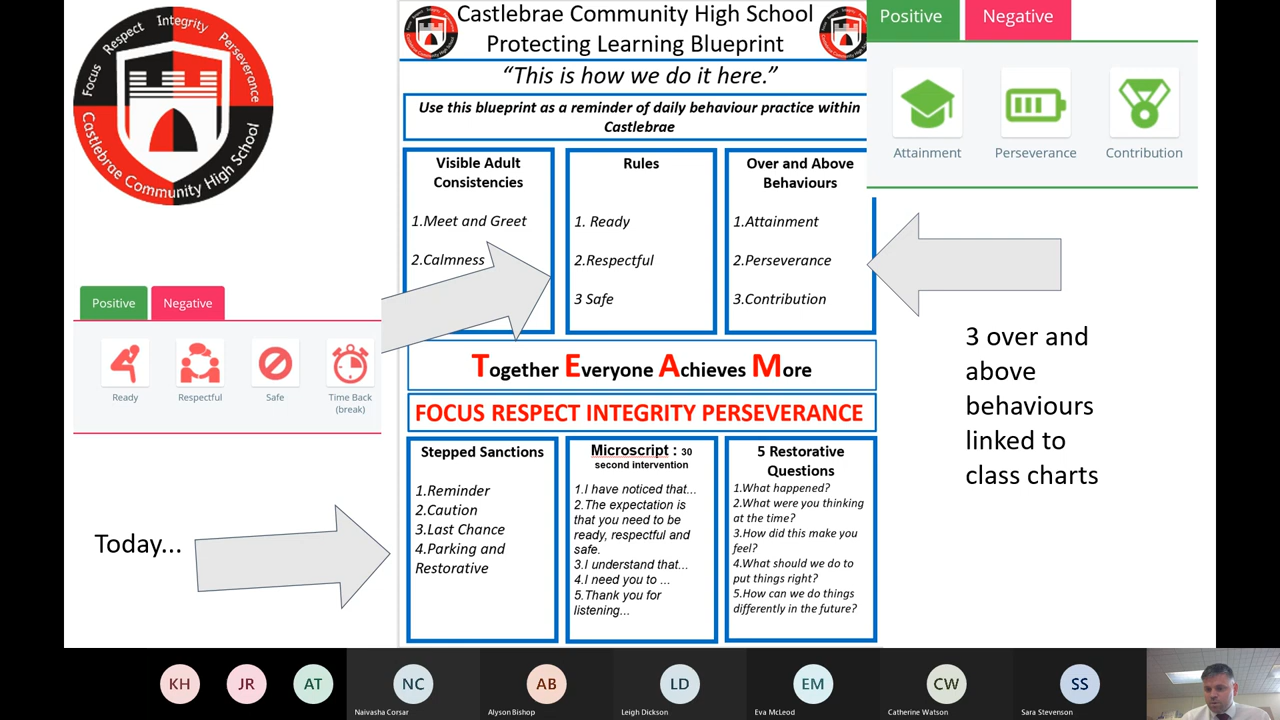 Focus Respect Integrity Perseverance
Castlebrae Community High School
Castlebrae Community High School
Protecting Learning Blueprint
“This is how we do it here.”
Use this blueprint as a reminder of daily behaviour practice within
Castlebrae
Visible Adult
Consistencies
1.Meet and Greet
2.Calmness
Rules
1. Ready
2.Respectful
3 Safe
Over and Above
Behaviours
1.Attainment
2.Perseverance
3.Contribution
Positive
Negative
Attainment
Perseverance
Contribution
Positive
Negative
Ready
Respectful
Safe
Time Back
(break)
3 over and
above
behaviours
linked to
class charts
Together Everyone Achieves More
FOCUS RESPECT INTEGRITY PERSEVERANCE
Today...
Stepped Sanctions
1.Reminder
2.Caution
3.Last Chance
4.Parking and
Restorative
Microscript : 30
second intervention
1.I have noticed that...
2.The expectation is
that you need to be
ready, respectful and
safe.
3.I understand that...
4.I need you to ...
5.Thank you for
listening...
5 Restorative
Questions
1.What happened?
2.What were you thinking
at the time?
3.How did this make you
feel?
4.What should we do to
put things right?
5.How can we do things
differently in the future?
KH
JR
AT
NC
Naivasha Corsar
AB
Alyson Bishop
LD
Leigh Dickson
EM
Eva McLeod
CW
Catherine Watson
SS
Sara Stevenson